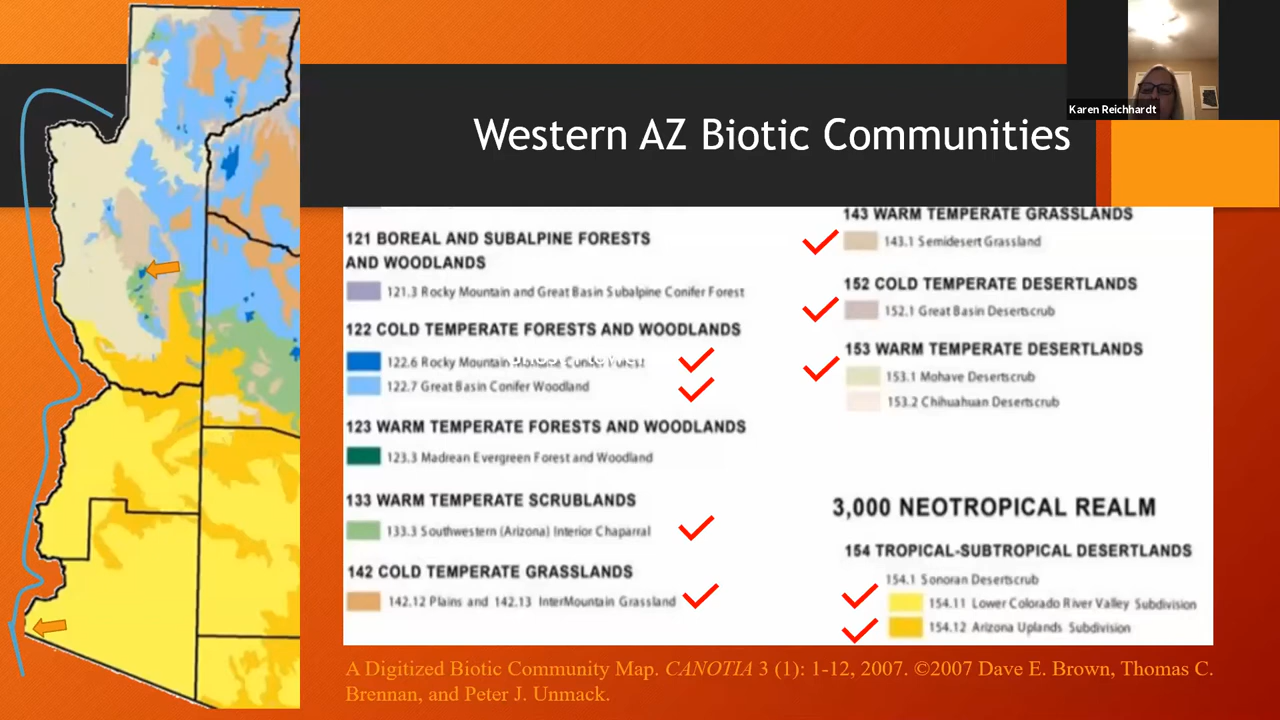 Karen Reichhardt
Western AZ Biotic Communities
121 BOREAL AND SUBALPINE FORESTS
AND WOODLANDS
121.3 Rocky Mountain and Great Basin Subalpine Conifer Forest
122 COLD TEMPERATE FORESTS AND WOODLANDS
122.6 Rocky Mountain Conifer Forest
122.7 Great Basin Conifer Woodland
123 WARM TEMPERATE FORESTS AND WOODLANDS
123.3 Madrean Evergreen Forest and Woodland
133 WARM TEMPERATE SCRUBLANDS
133.3 Southwestern (Arizona) Interior Chaparral
142 COLD TEMPERATE GRASSLANDS
142.12 Plains and 142.13 InterMountain Grassland
143 WARM TEMPERATE GRASSLANDS
143.1 Semidesert Grassland
152 COLD TEMPERATE DESERTLANDS
152.1 Great Basin Desertscrub
153 WARM TEMPERATE DESERTLANDS
153.1 Mohave Desertscrub
153.2 Chihuahuan Desertscrub
3,000 NEOTROPICAL REALM
154 TROPICAL-SUBTROPICAL DESERTLANDS
154.1 Sonoran Desertscrub
154.11 Lower Colorado River Valley Subdivision
154.12 Arizona Uplands Subdivision
A Digitized Biotic Community Map. CANOTIA 3 (1): 1-12, 2007. ©2007 Dave E. Brown, Thomas C.
Brennan, and Peter J. Unmack.